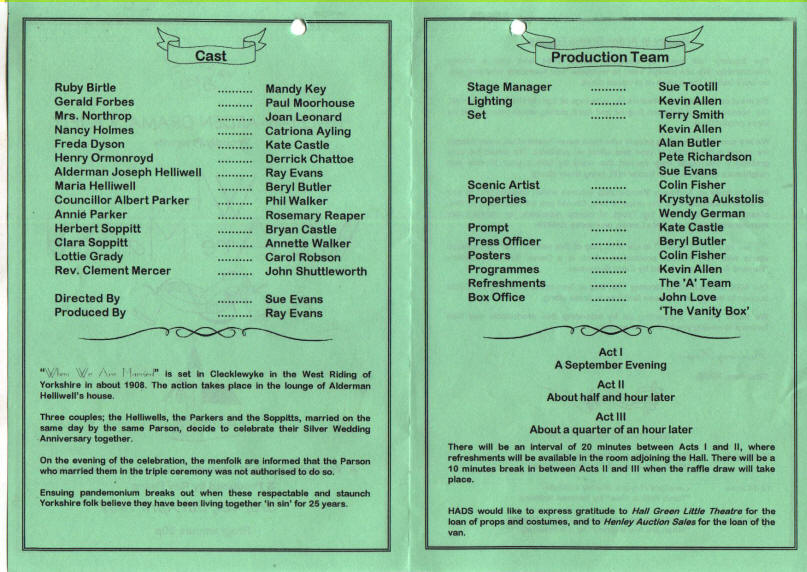 Cast
Ruby Birtle .......... Mandy Key
Gerald Forbes .......... Paul Moorhouse
Mrs. Northrop .......... Joan Leonard
Nancy Holmes .......... Catriona Ayling
Freda Dyson .......... Kate Castle
Henry Ormonroyd .......... Derrick Chattoe
Alderman Joseph Helliwell .......... Ray Evans
Maria Helliwell .......... Beryl Butler
Councillor Albert Parker .......... Phil Walker
Annie Parker .......... Rosemary Reaper
Herbert Soppitt .......... Bryan Castle
Clara Soppitt .......... Annette Walker
Lottie Grady .......... Carol Robson
Rev. Clement Mercer .......... John Shuttleworth
Directed By .......... Sue Evans
Produced By .......... Ray Evans
"When We Are Married" is set in Clecklewyke in the West Riding of
Yorkshire in about 1908. The action takes place in the lounge of Alderman
Helliwell's house.
Three couples; the Helliwells, the Parkers and the Soppitts, married on the
same day by the same Parson, decide to celebrate their Silver Wedding
Anniversary together.
On the evening of the celebration, the menfolk are informed that the Parson
who married them in the triple ceremony was not authorised to do so.
Ensuing pandemonium breaks out when these respectable and staunch
Yorkshire folk believe they have been living together 'in sin' for 25 years.
Production Team
Stage Manager .......... Sue Tootill
Lighting .......... Kevin Allen
Set .......... Terry Smith
Kevin Allen
Alan Butler
Pete Richardson
Sue Evans
Scenic Artist .......... Colin Fisher
Properties .......... Krystyna Aukstolis
Wendy German
Prompt .......... Kate Castle
Press Officer .......... Beryl Butler
Posters .......... Colin Fisher
Programmes .......... Kevin Allen
Refreshments .......... The 'A' Team
Box Office .......... John Love
'The Vanity Box'
Act I
A September Evening
Act II
About half and hour later
Act III
About a quarter of an hour later
There will be an interval of 20 minutes between Acts I and II, where
refreshments will be available in the room adjoining the Hall. There will be a
10 minutes break in between Acts II and III when the raffle draw will take
place.
HADS would like to express gratitude to Hall Green Little Theatre for the
loan of props and costumes, and to Henley Auction Sales for the loan of the
van.